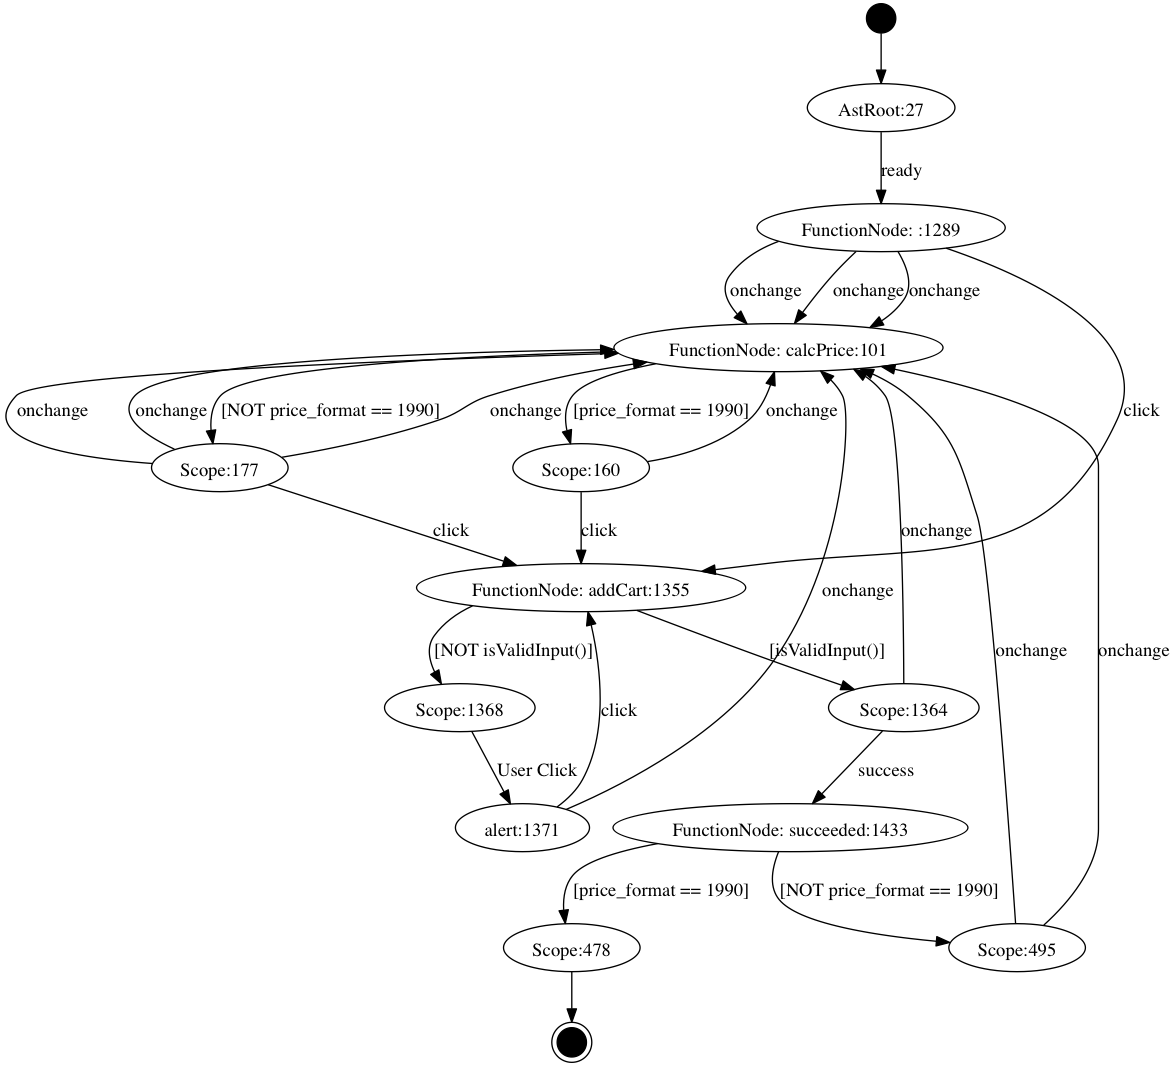 AstRoot:27
ready
FunctionNode: :1289
onchange
onchange
onchange
FunctionNode: calcPrice:101
onchange
onchange
[NOT price_format == 1990]
onchange
[price_format == 1990]
onchange
click
Scope:177
Scope:160
click
click
onchange
FunctionNode: addCart:1355
onchange
[NOT isValidInput()]
[isValidInput()]
onchange
onchange
Scope:1368
click
Scope:1364
User Click
success
alert:1371
FunctionNode: succeeded:1433
[price_format == 1990]
[NOT price_format == 1990]
Scope:478
Scope:495